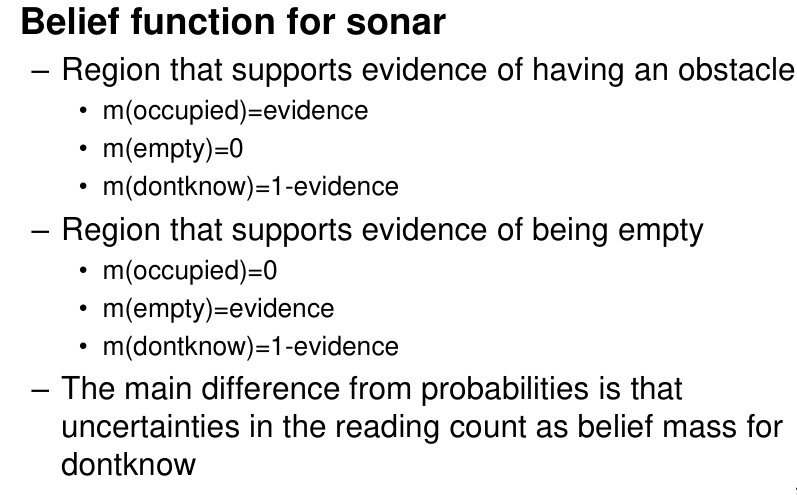 Belief function for sonar
– Region that supports evidence of having an obstacle
• m(occupied)=evidence
• m(empty)=0
• m(dontknow)=1-evidence
– Region that supports evidence of being empty
• m(occupied)=0
• m(empty)=evidence
• m(dontknow)=1-evidence
– The main difference from probabilities is that
uncertainties in the reading count as belief mass for
dontknow